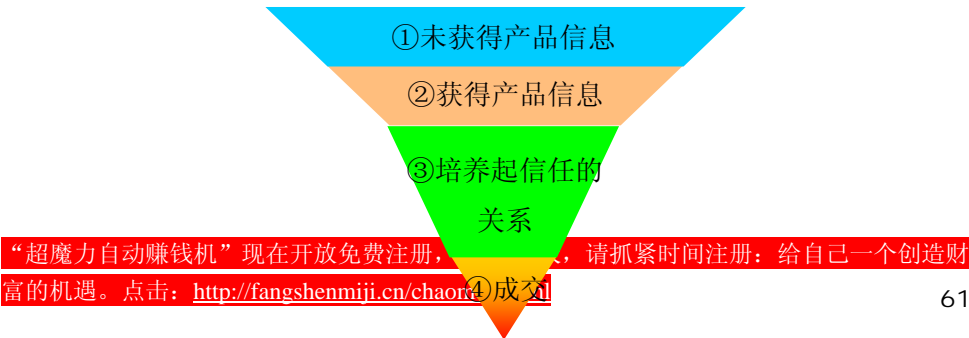 ①未获得产品信息
②获得产品信息
③培养起信任的
关系
“超魔力自动赚钱机”现在开放免费注册，
，请抓紧时间注册：给自己一个创造财
富的机遇。点击：http://fangshenmiji.cn/chaor
④成交
61